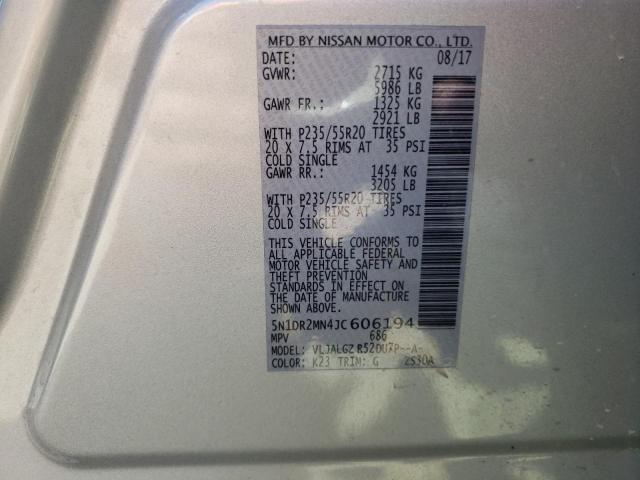 MFD BY NISSAN MOTOR CO., LTD.
DATE: 08/17
GVWR: 2715 KG
5986 LB
GAWR FR.: 1325 KG
2921 LB
WITH P235/55R20 TIRES
20 X 7.5 RIMS AT 35 PSI
COLD SINGLE
GAWR RR.: 1454 KG
3205 LB
WITH P235/55R20 TIRES
20 X 7.5 RIMS AT 35 PSI
COLD SINGLE
THIS VEHICLE CONFORMS TO
ALL APPLICABLE FEDERAL
MOTOR VEHICLE SAFETY AND
THEFT PREVENTION
STANDARDS IN EFFECT ON
THE DATE OF MANUFACTURE
SHOWN ABOVE.
5N1DR2MN4JC606194
MPV 686
MODEL:
COLOR: K23 TRIM: G